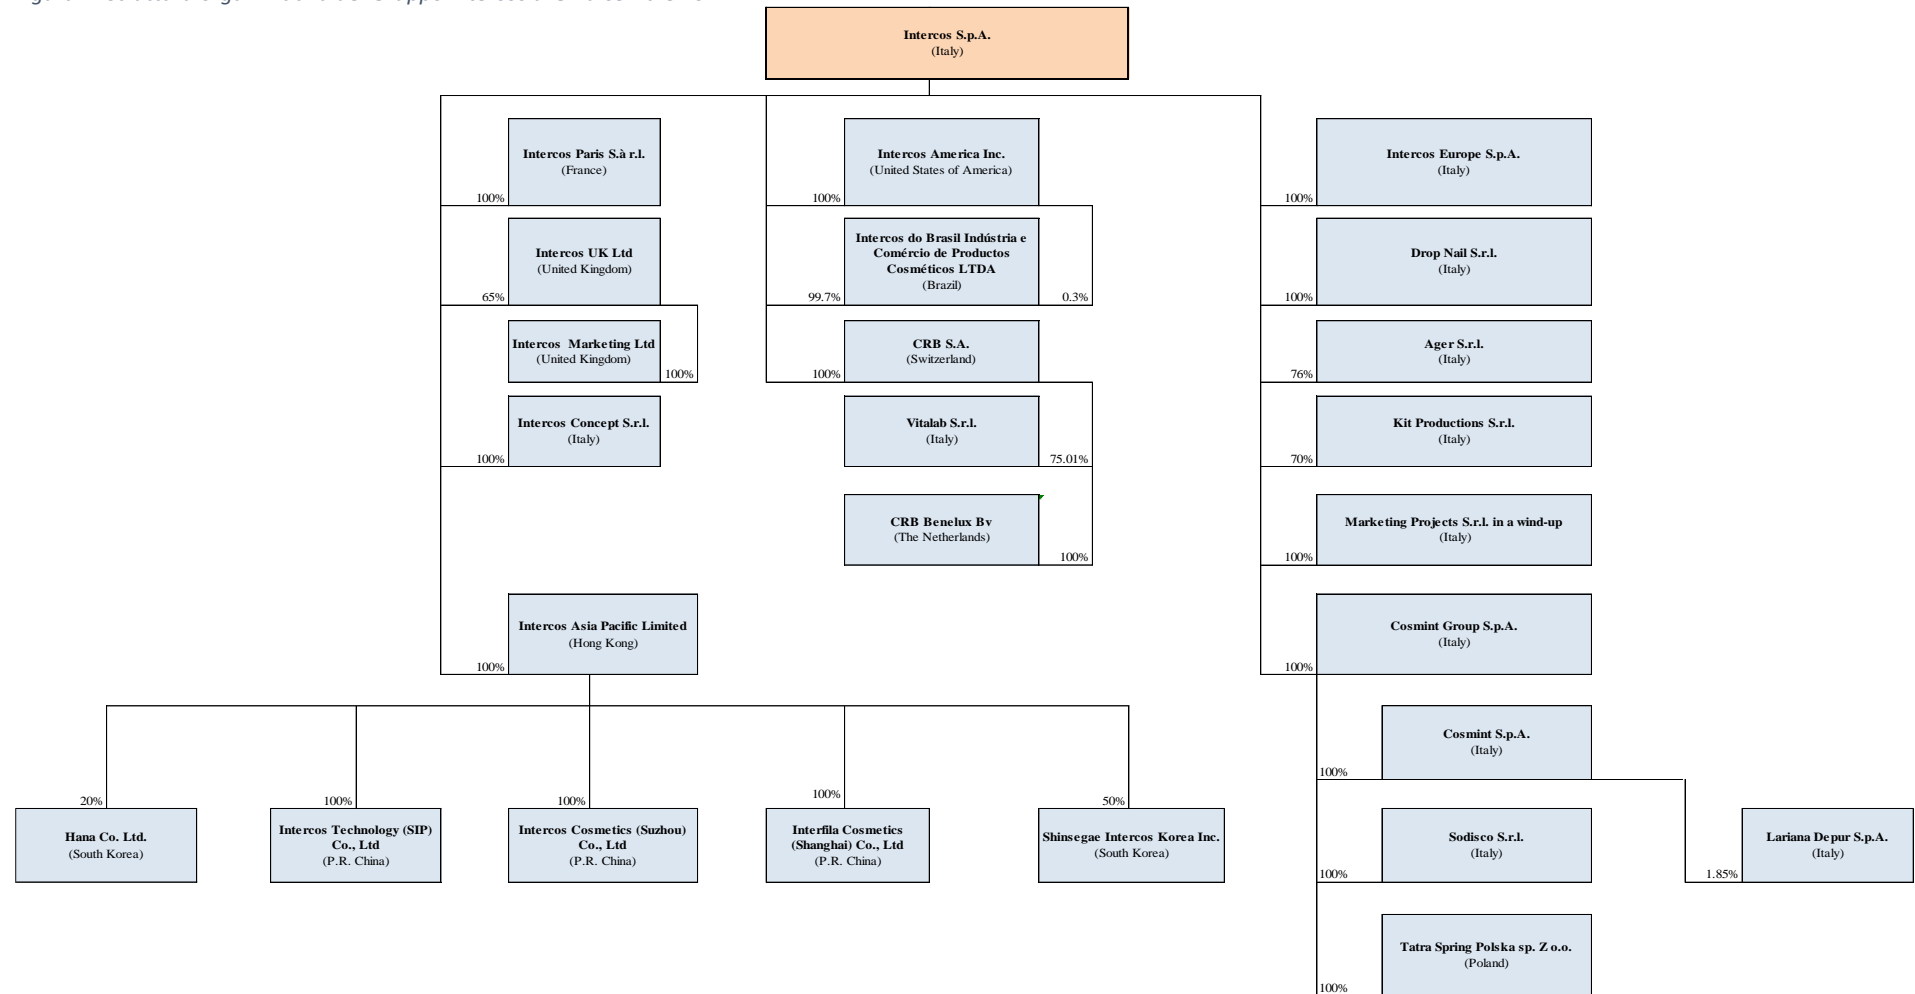 Intercos S.p.A.
(Italy)
Intercos Paris S.à r.l.
(France)
100%
Intercos America Inc.
(United States of America)
100%
Intercos Europe S.p.A.
(Italy)
100%
Intercos UK Ltd
(United Kingdom)
65%
Intercos do Brasil Indústria e
Comércio de Productos
Cosméticos LTDA
(Brazil)
99.7%
0.3%
Drop Nail S.r.l.
(Italy)
100%
Intercos Marketing Ltd
(United Kingdom)
100%
CRB S.A.
(Switzerland)
100%
Ager S.r.l.
(Italy)
76%
Intercos Concept S.r.l.
(Italy)
100%
Vitalab S.r.l.
(Italy)
75.01%
Kit Productions S.r.l.
(Italy)
70%
CRB Benelux Bv
(The Netherlands)
100%
Marketing Projects S.r.l. in a wind-up
(Italy)
100%
Intercos Asia Pacific Limited
(Hong Kong)
100%
Cosmint Group S.p.A.
(Italy)
100%
Cosmint S.p.A.
(Italy)
100%
20%
Hana Co. Ltd.
(South Korea)
100%
Intercos Technology (SIP)
Co., Ltd
(P.R. China)
100%
Intercos Cosmetics (Suzhou)
Co., Ltd
(P.R. China)
100%
Interfila Cosmetics
(Shanghai) Co., Ltd
(P.R. China)
50%
Shinsegae Intercos Korea Inc.
(South Korea)
Sodisco S.r.l.
(Italy)
100%
Lariana Depur S.p.A.
(Italy)
1.85%
Tatra Spring Polska sp. Z o.o.
(Poland)
100%